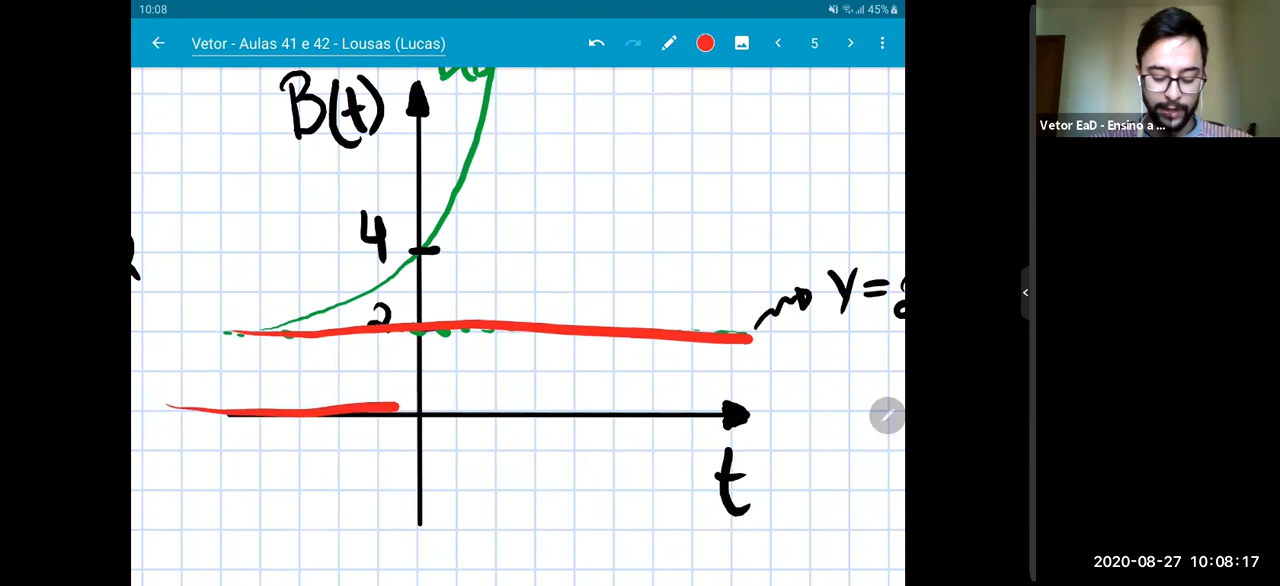 10:08
45%
Vetor - Aulas 41 e 42 - Lousas (Lucas)
5
B(t)
4
2
y =
t
Vetor EaD - Ensino a ...
2020-08-27 10:08:17